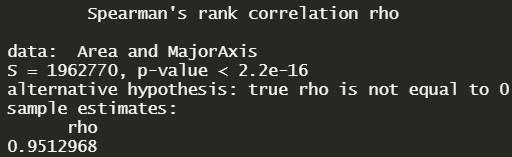 Spearman's rank correlation rho
data:  Area and MajorAxis
S = 1962770, p-value < 2.2e-16
alternative hypothesis: true rho is not equal to 0
sample estimates:
rho
0.9512968